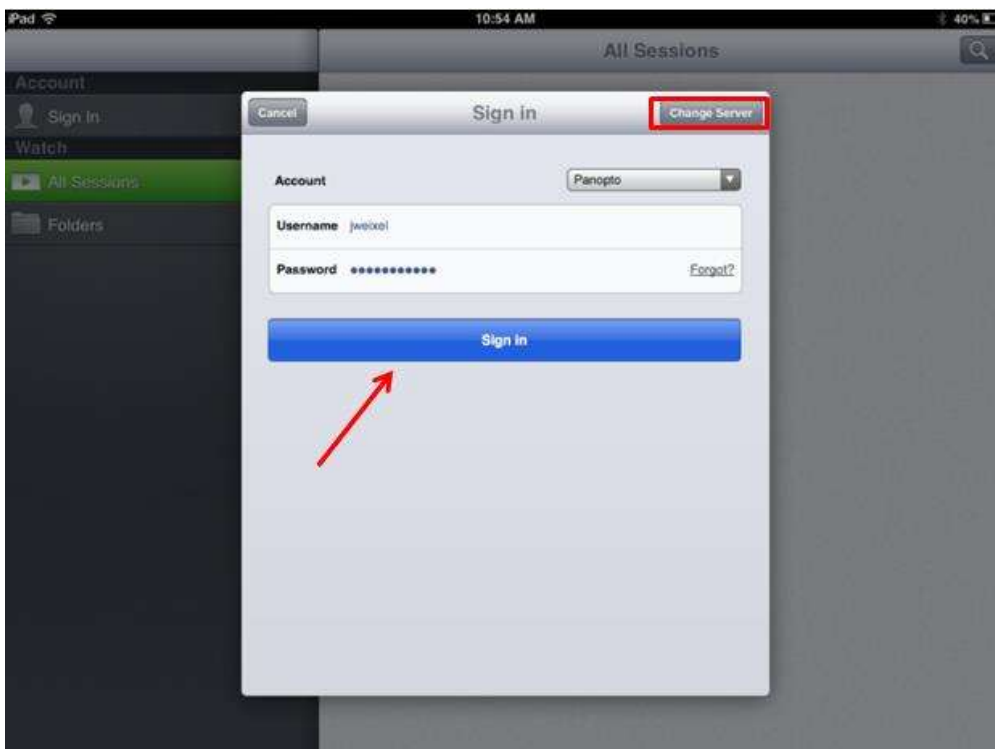 iPad 10:54 AM 40%
All Sessions
Account
Sign In
Watch
All Sessions
Folders
Cancel Sign in Change Server
Account Panopto
Username jweixel
Password ●●●●●●●●●●● Forgot?
Sign in